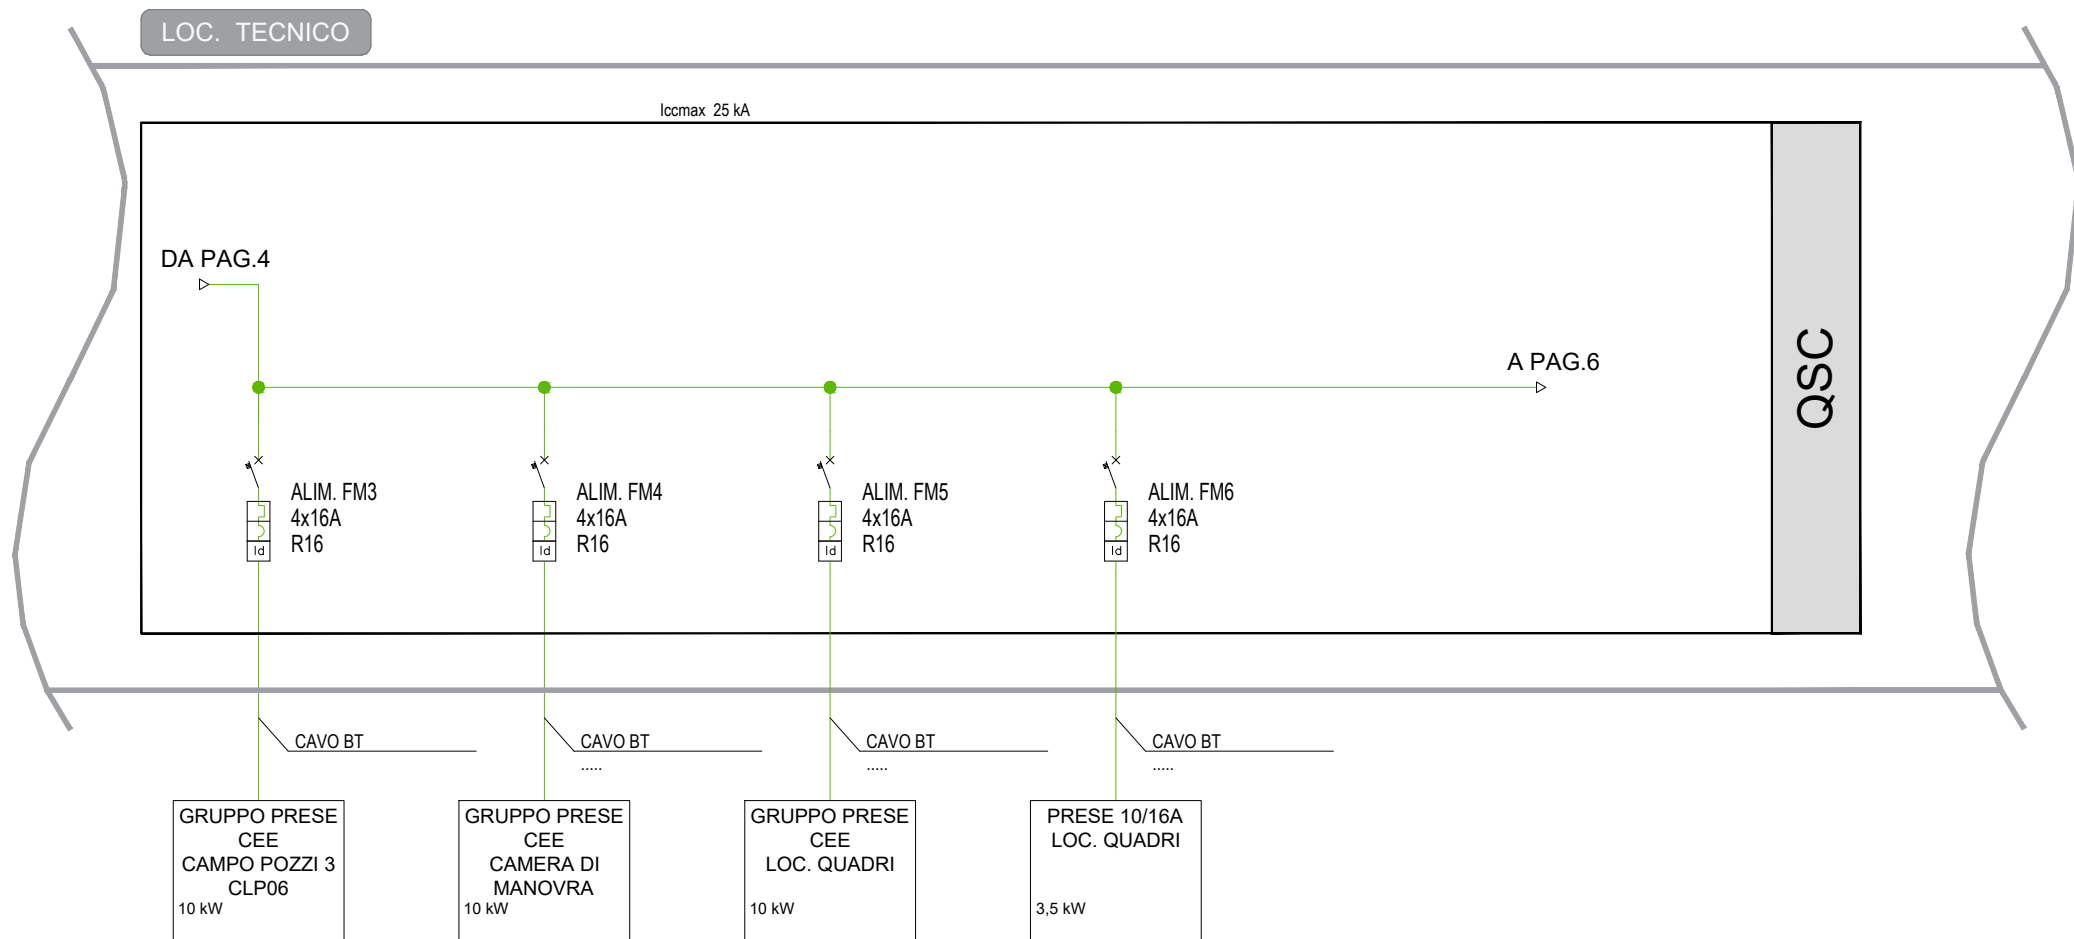 LOC. TECNICO
Iccmax 25 kA
DA PAG.4
A PAG.6
QSC
ALIM. FM3
4x16A
R16
Id
ALIM. FM4
4x16A
R16
Id
ALIM. FM5
4x16A
R16
Id
ALIM. FM6
4x16A
R16
Id
CAVO BT
CAVO BT
.....
CAVO BT
.....
CAVO BT
.....
GRUPPO PRESE
CEE
CAMPO POZZI 3
CLP06
10 kW
GRUPPO PRESE
CEE
CAMERA DI
MANOVRA
10 kW
GRUPPO PRESE
CEE
LOC. QUADRI
10 kW
PRESE 10/16A
LOC. QUADRI
3,5 kW